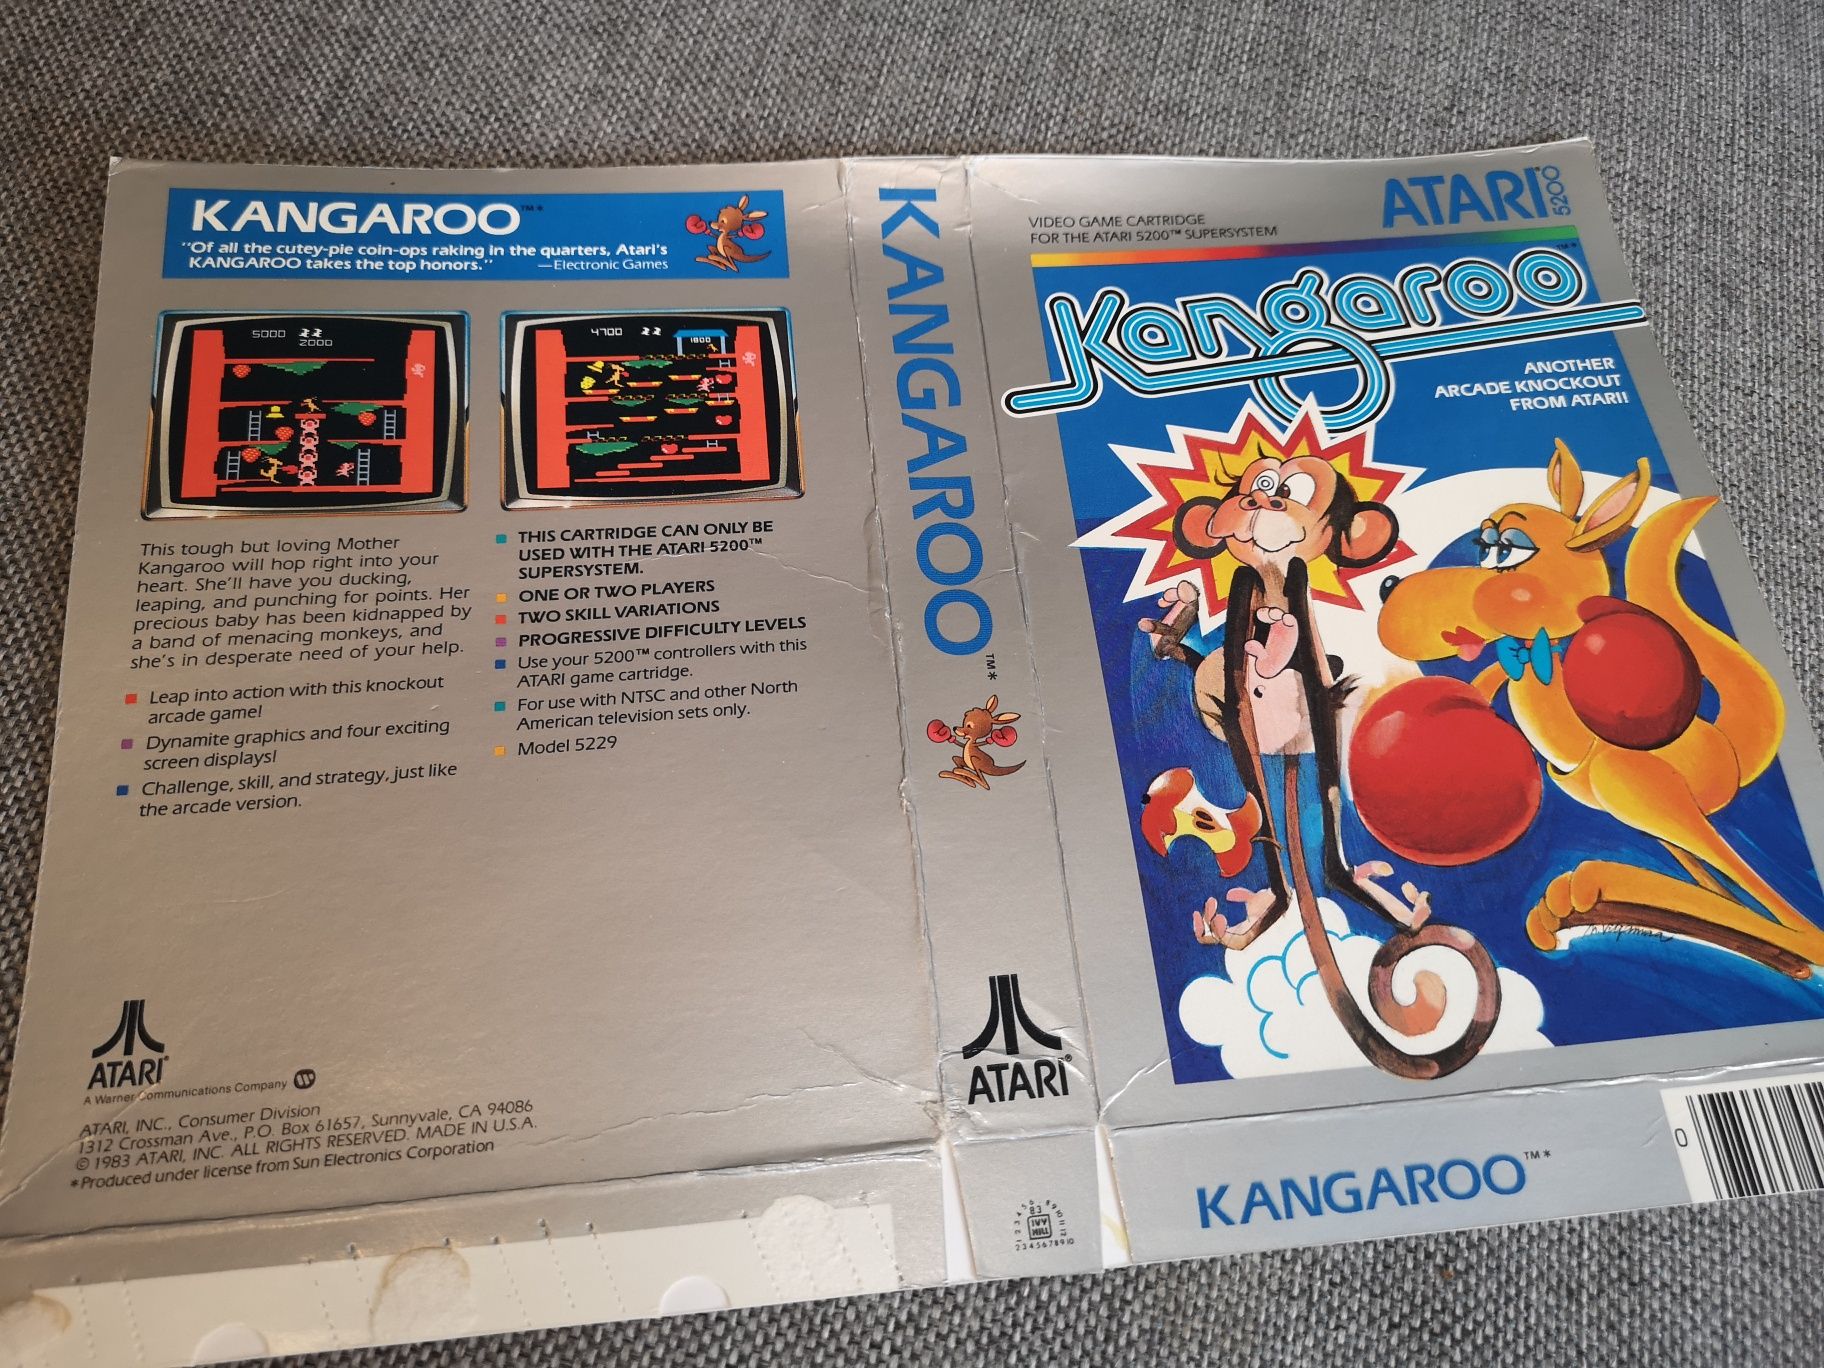 KANGAROO™*
"Of all the cutey-pie coin-ops raking in the quarters, Atari's
KANGAROO takes the top honors."
—Electronic Games
5000
2000
4700
1800
This tough but loving Mother
Kangaroo will hop right into your
heart. She'll have you ducking,
leaping, and punching for points. Her
precious baby has been kidnapped by
a band of menacing monkeys, and
she's in desperate need of your help.
Leap into action with this knockout
arcade game!
Dynamite graphics and four exciting
screen displays!
Challenge, skill, and strategy, just like
the arcade version.
THIS CARTRIDGE CAN ONLY BE
USED WITH THE ATARI 5200™
SUPERSYSTEM.
ONE OR TWO PLAYERS
TWO SKILL VARIATIONS
PROGRESSIVE DIFFICULTY LEVELS
Use your 5200™ controllers with this
ATARI game cartridge.
For use with NTSC and other North
American television sets only.
Model 5229
ATARI®
A Warner Communications Company
ATARI, INC., Consumer Division
1312 Crossman Ave., P.O. Box 61657, Sunnyvale, CA 94086
© 1983 ATARI, INC. ALL RIGHTS RESERVED. MADE IN U.S.A.
*Produced under license from Sun Electronics Corporation
KANGAROO™*
ATARI®
83
VIDEO GAME CARTRIDGE
FOR THE ATARI 5200™ SUPERSYSTEM
ATARI 5200
Kangaroo™*
ANOTHER
ARCADE KNOCKOUT
FROM ATARI!
KANGAROO™*
0